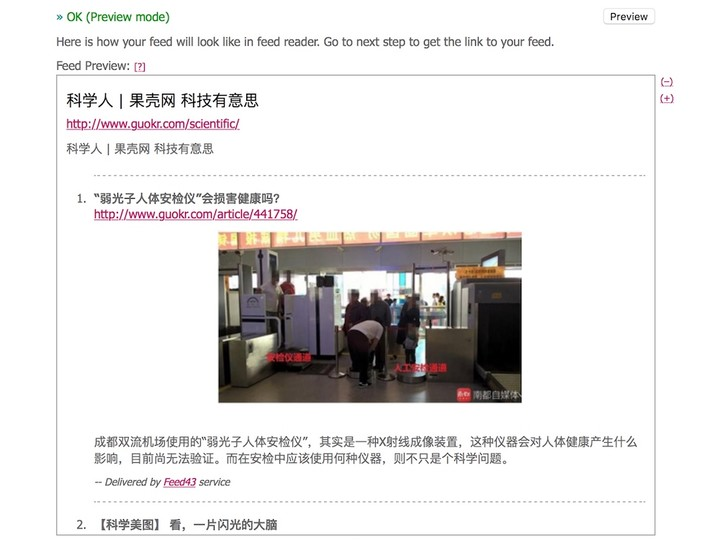 » OK (Preview mode)
Preview
Here is how your feed will look like in feed reader. Go to next step to get the link to your feed.
Feed Preview: [?]
(–)
(+)
科学人 | 果壳网 科技有意思
http://www.guokr.com/scientific/
科学人 | 果壳网 科技有意思
1. “弱光子人体安检仪”会损害健康吗?
http://www.guokr.com/article/441758/
安检仪通道
人工安检通道
南都自媒体
成都双流机场使用的“弱光子人体安检仪”，其实是一种X射线成像装置，这种仪器会对人体健康产生什么
影响，目前尚无法验证。而在安检中应该使用何种仪器，则不只是个科学问题。
-- Delivered by Feed43 service
2. 【科学美图】 看，一片闪光的大脑